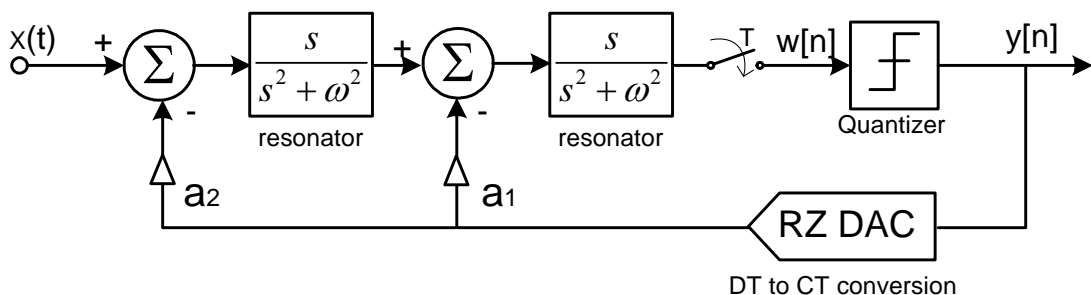 x(t)
+
Σ
-
s
s² + ω²
resonator
+
Σ
-
s
s² + ω²
resonator
T
w[n]
Quantizer
y[n]
a2
a1
RZ DAC
DT to CT conversion